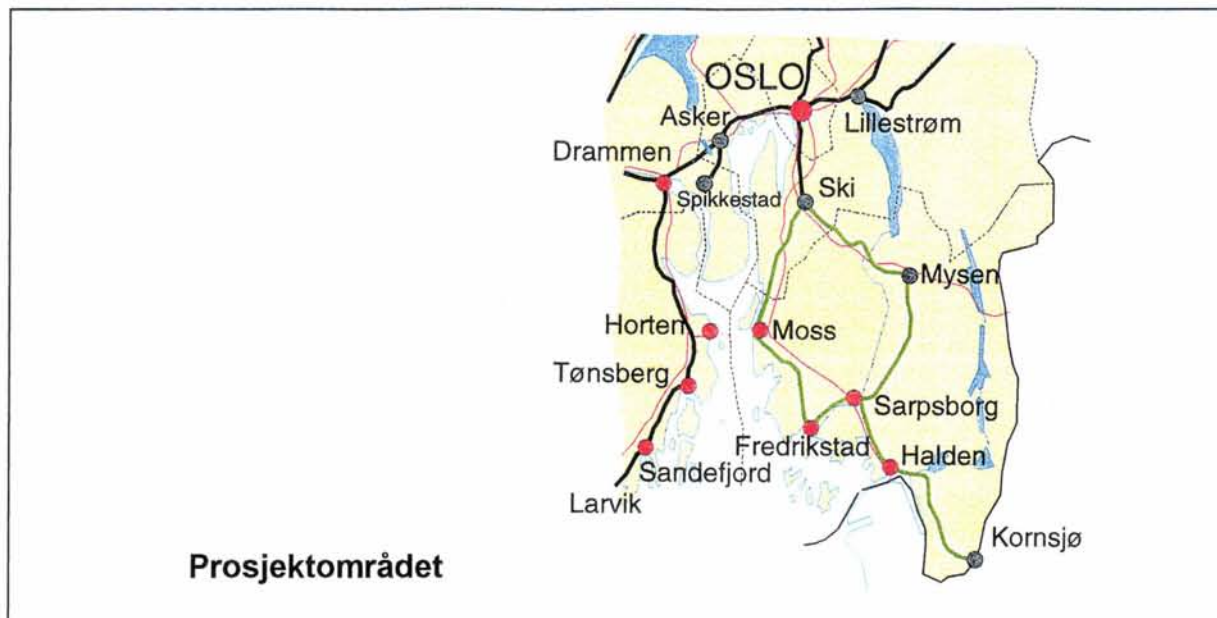 OSLO
Asker
Lillestrøm
Drammen
Ski
Spikkestad
Mysen
Horten
Moss
Tønsberg
Sarpsborg
Fredrikstad
Halden
Sandefjord
Larvik
Kornsjø
Prosjektområdet